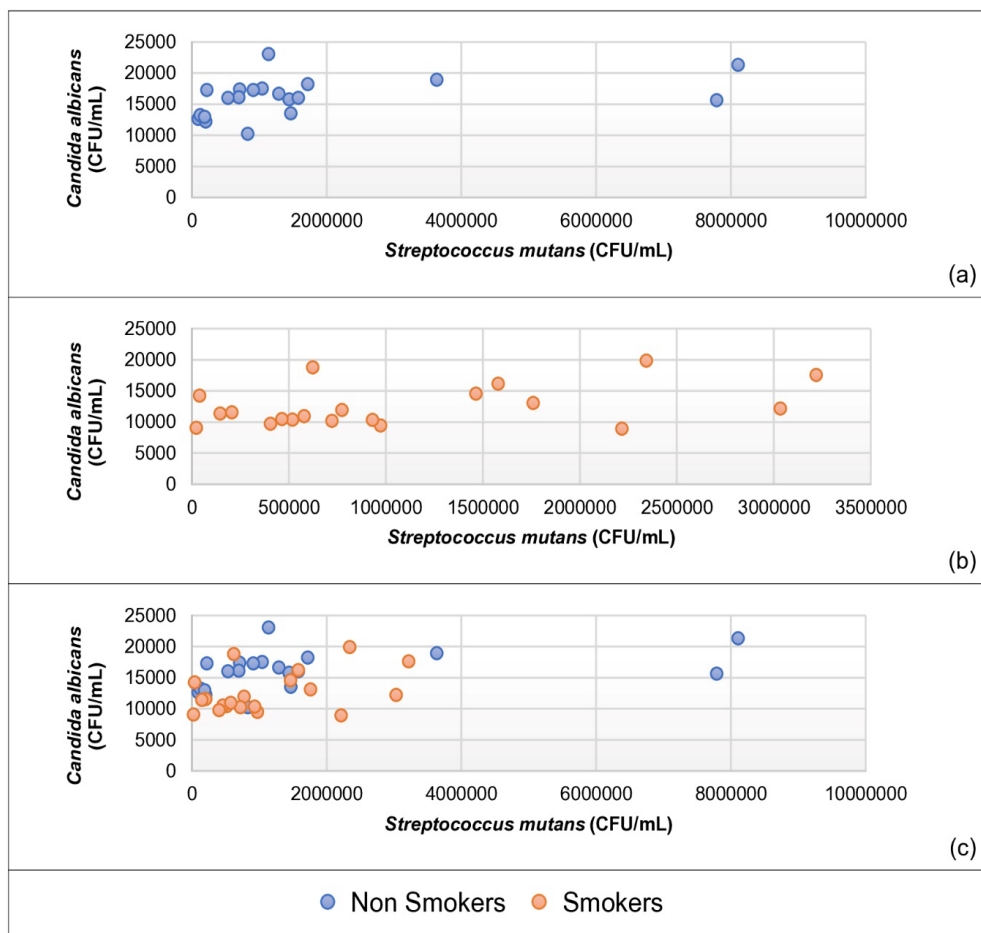 25000
20000
15000
10000
5000
0
Candida albicans
(CFU/mL)
0 2000000 4000000 6000000 8000000 10000000
Streptococcus mutans (CFU/mL)
(a)
25000
20000
15000
10000
5000
0
Candida albicans
(CFU/mL)
0 500000 1000000 1500000 2000000 2500000 3000000 3500000
Streptococcus mutans (CFU/mL)
(b)
25000
20000
15000
10000
5000
0
Candida albicans
(CFU/mL)
0 2000000 4000000 6000000 8000000 10000000
Streptococcus mutans (CFU/mL)
(c)
Non Smokers Smokers